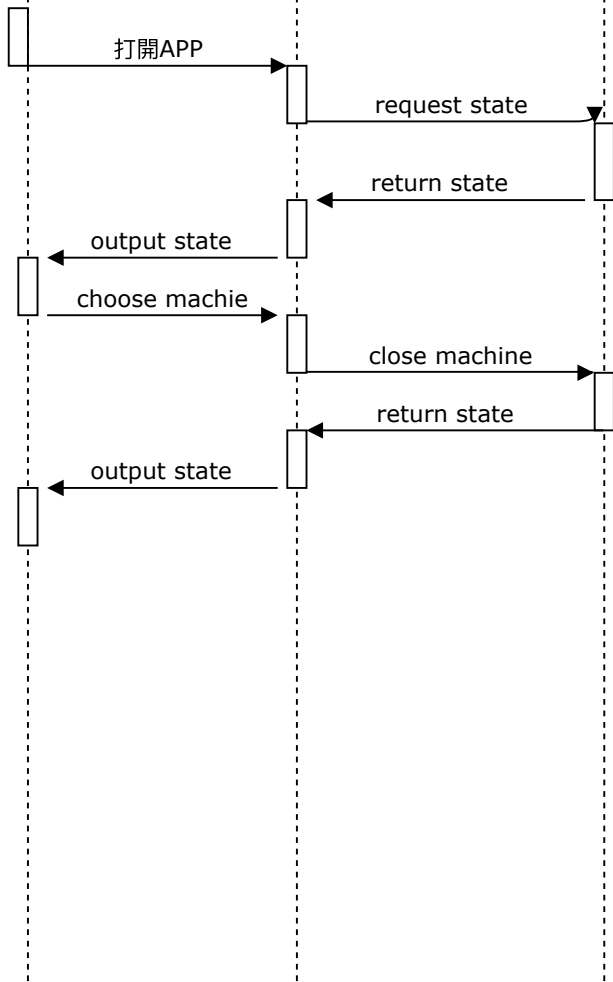 打開APP
request state
return state
output state
choose machie
close machine
return state
output state